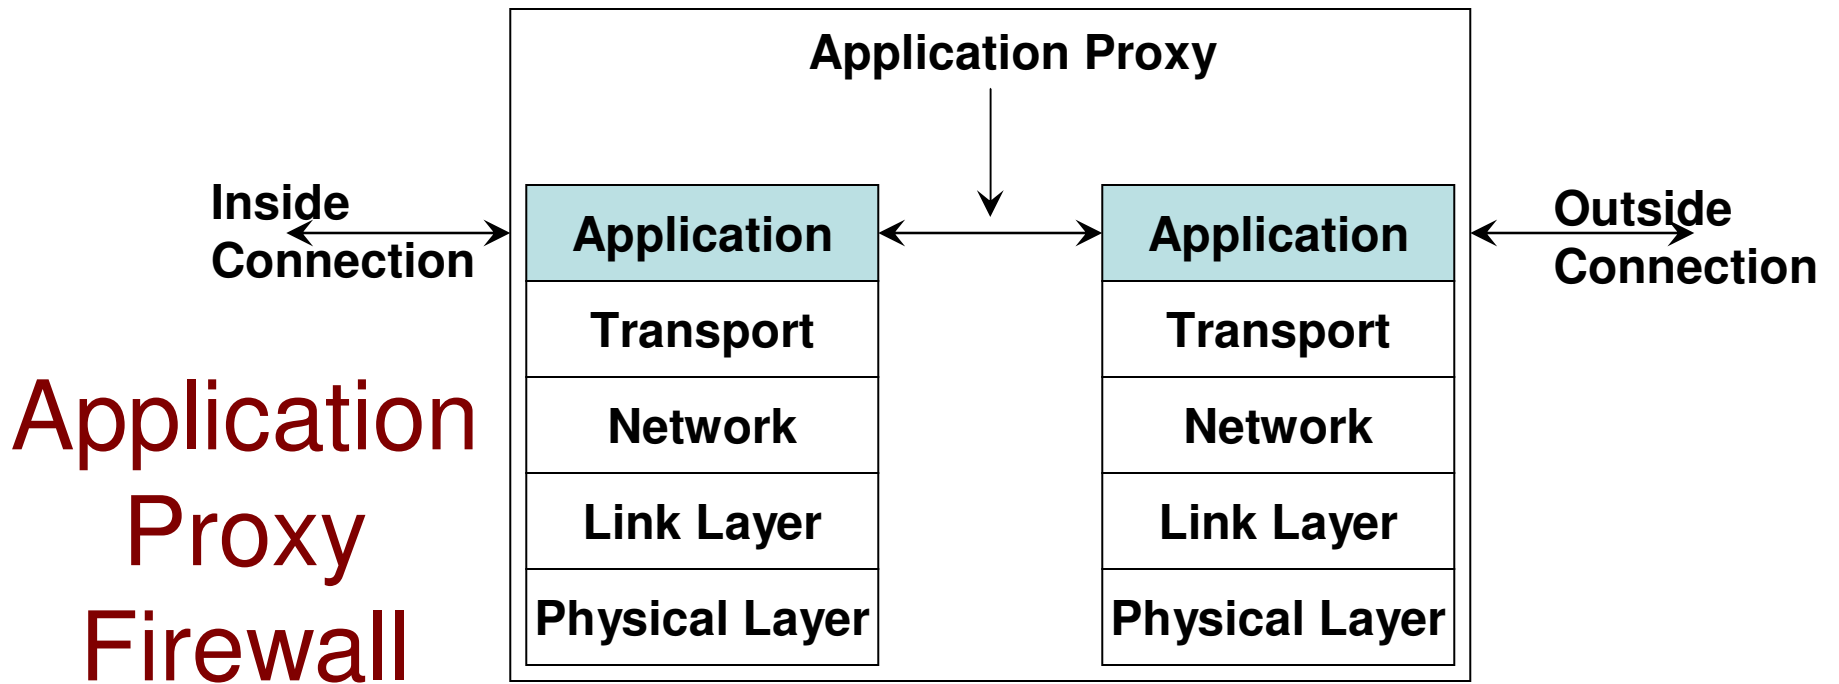 Application Proxy
Inside
Connection
Outside
Connection
Application
Transport
Network
Link Layer
Physical Layer
Application
Transport
Network
Link Layer
Physical Layer
Application
Proxy
Firewall